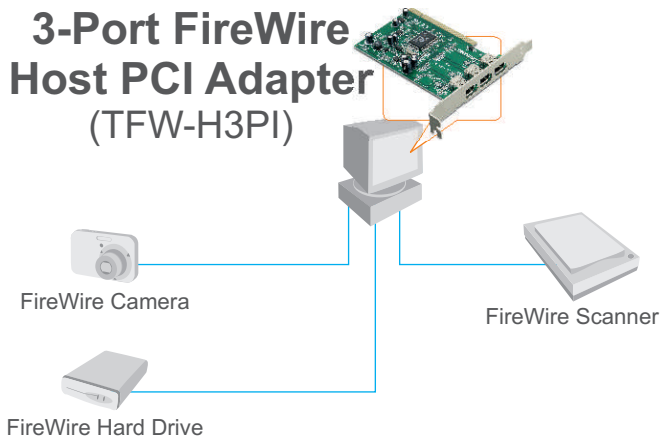 3-Port FireWire
Host PCI Adapter
(TFW-H3PI)
FireWire Camera
FireWire Scanner
FireWire Hard Drive